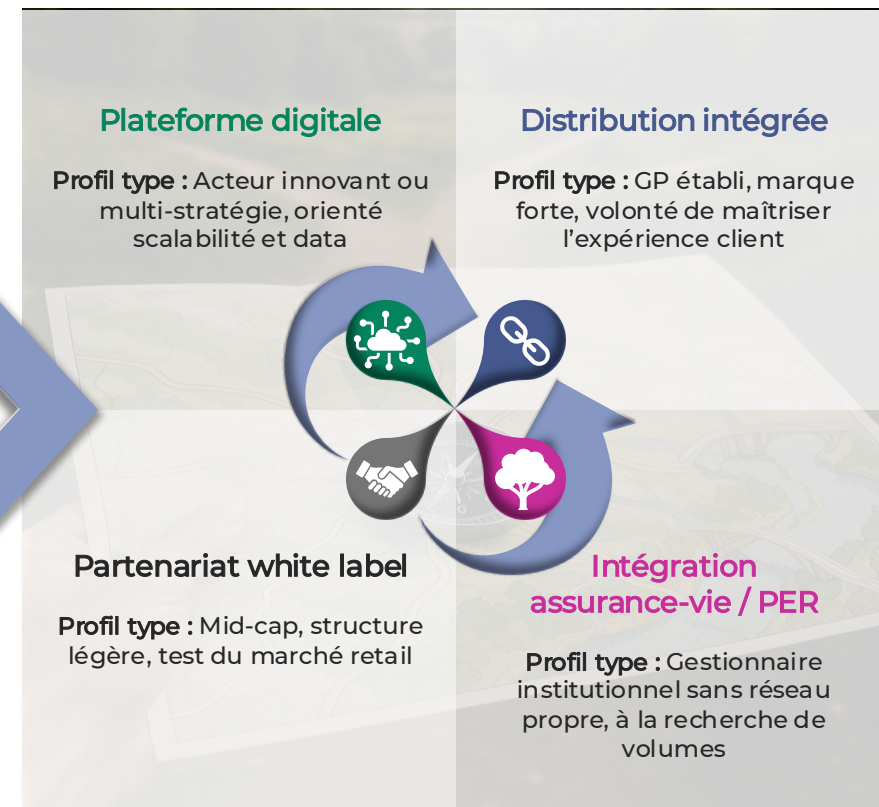 Plateforme digitale
Profil type : Acteur innovant ou
multi-stratégie, orienté
scalabilité et data
Distribution intégrée
Profil type : GP établi, marque
forte, volonté de maîtriser
l’expérience client
Partenariat white label
Profil type : Mid-cap, structure
légère, test du marché retail
Intégration
assurance-vie / PER
Profil type : Gestionnaire
institutionnel sans réseau
propre, à la recherche de
volumes